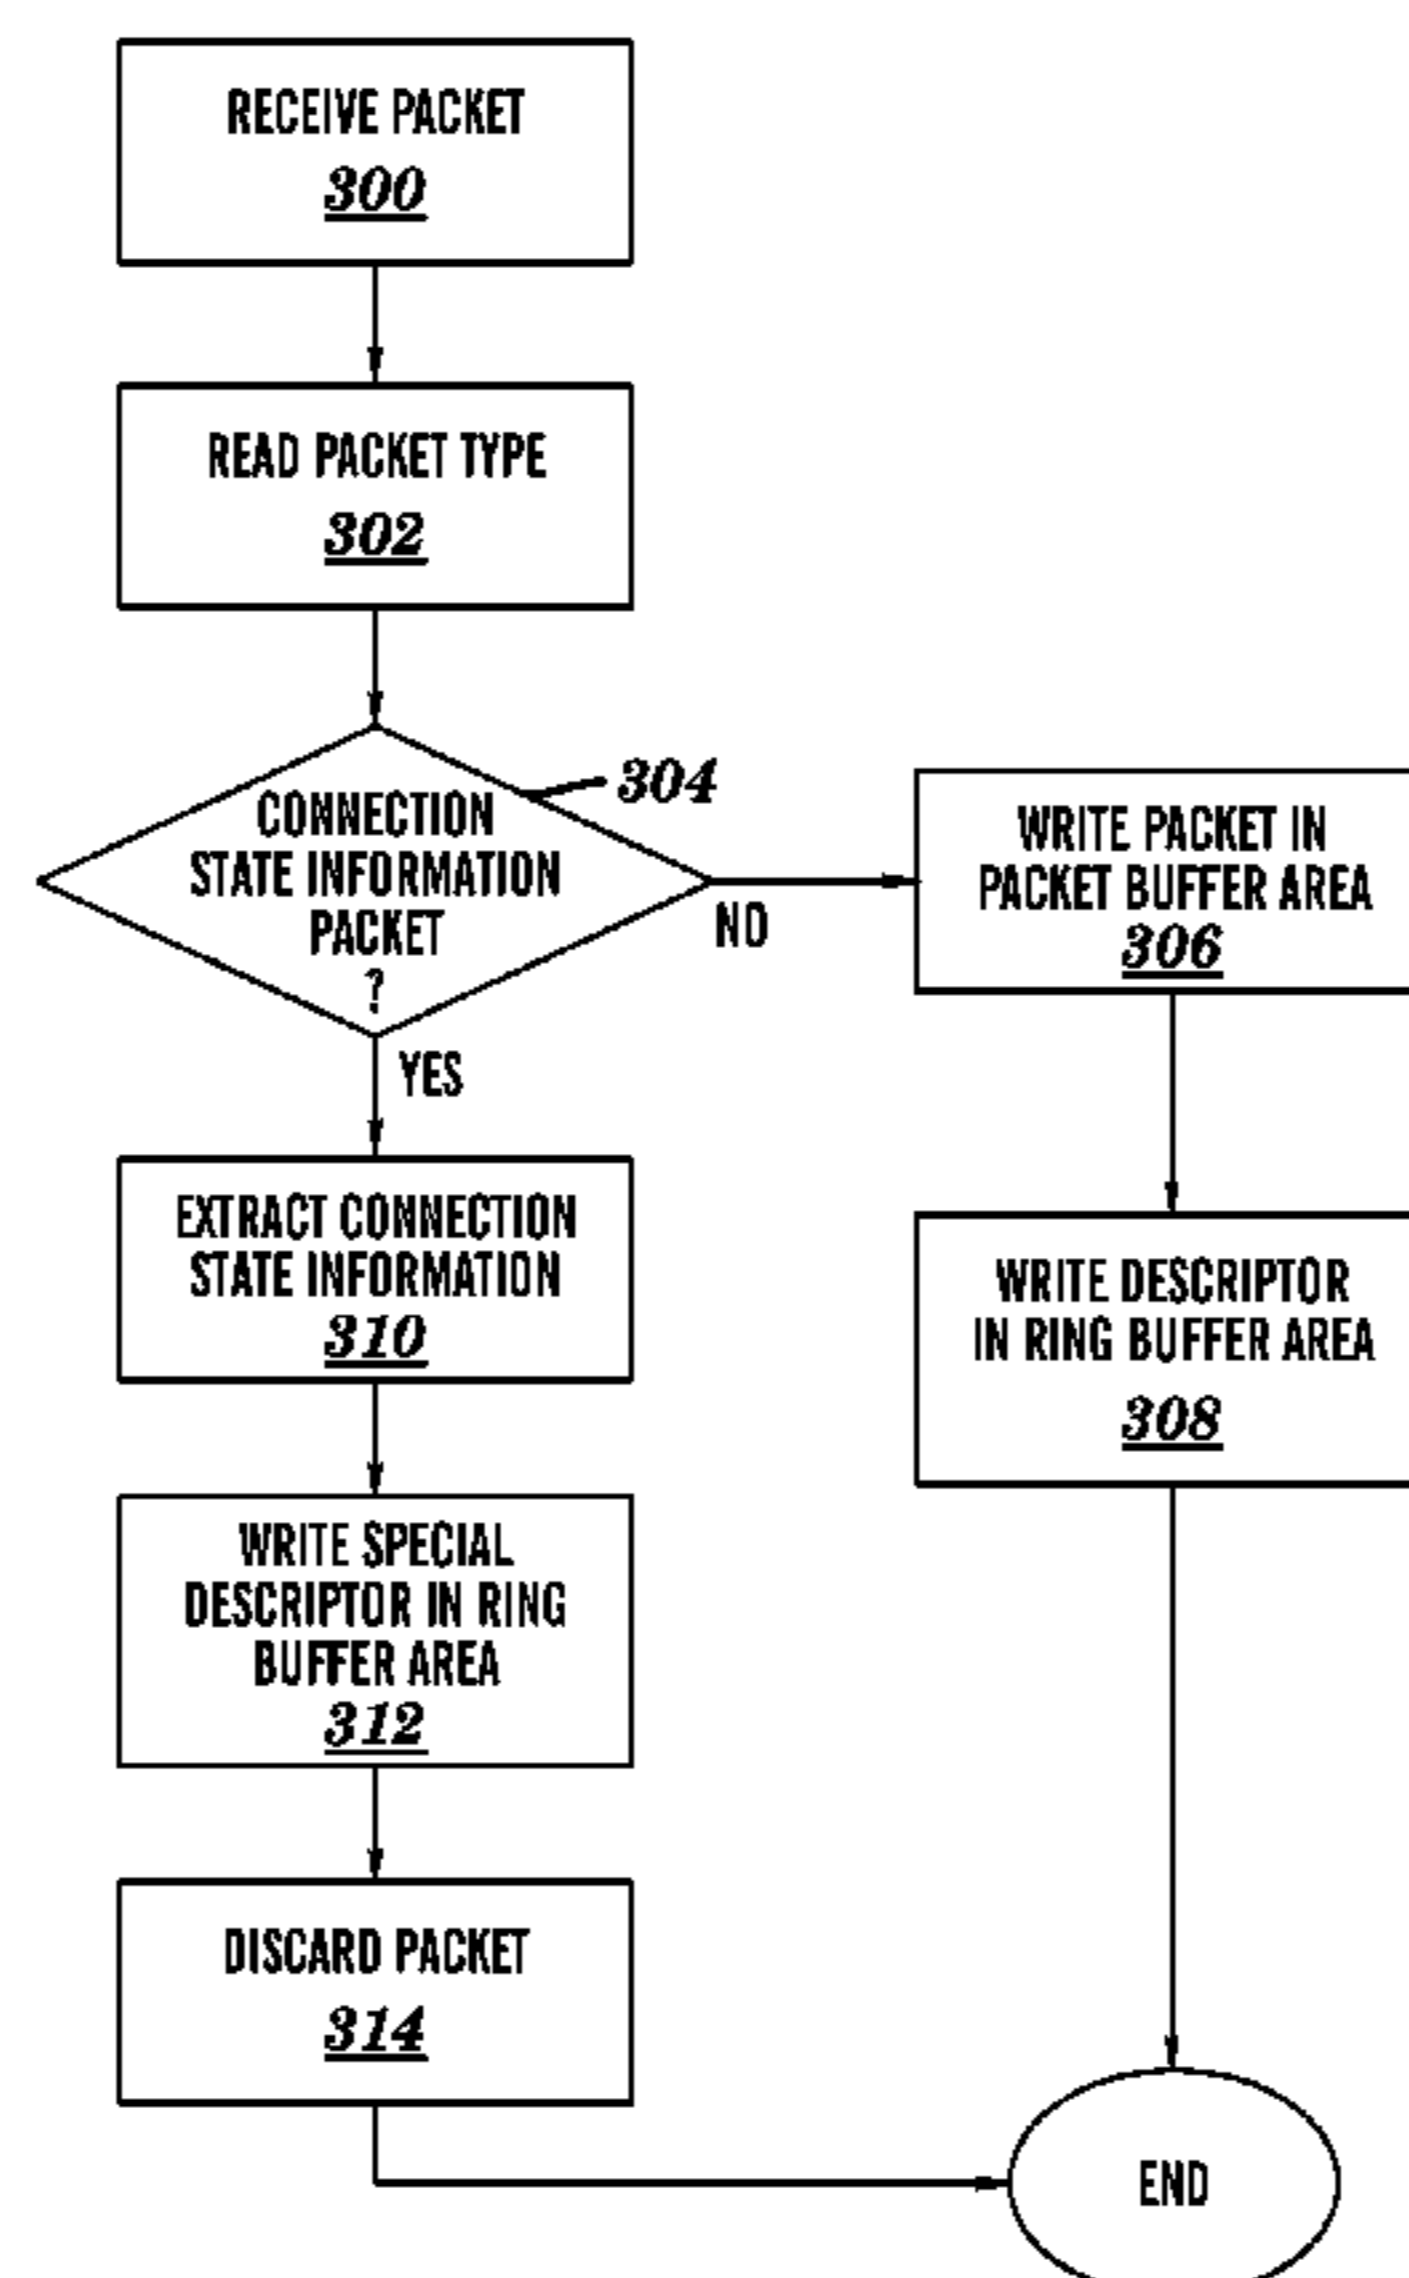 RECEIVE PACKET
300
READ PACKET TYPE
302
304
CONNECTION
STATE INFORMATION
PACKET
?
NO
YES
WRITE PACKET IN
PACKET BUFFER AREA
306
WRITE DESCRIPTOR
IN RING BUFFER AREA
308
EXTRACT CONNECTION
STATE INFORMATION
310
WRITE SPECIAL
DESCRIPTOR IN RING
BUFFER AREA
312
DISCARD PACKET
314
END